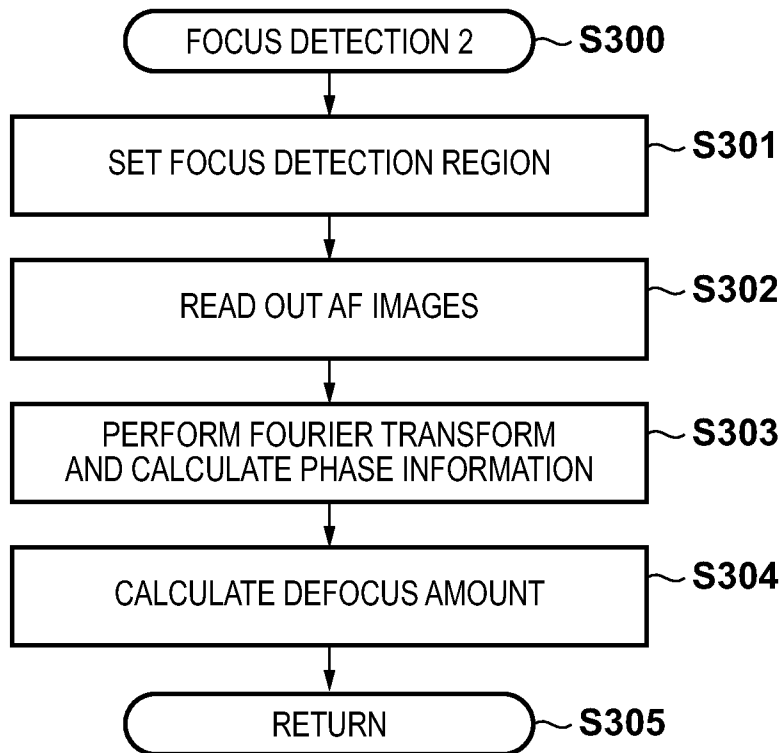 FOCUS DETECTION 2
S300
SET FOCUS DETECTION REGION
S301
READ OUT AF IMAGES
S302
PERFORM FOURIER TRANSFORM
AND CALCULATE PHASE INFORMATION
S303
CALCULATE DEFOCUS AMOUNT
S304
RETURN
S305